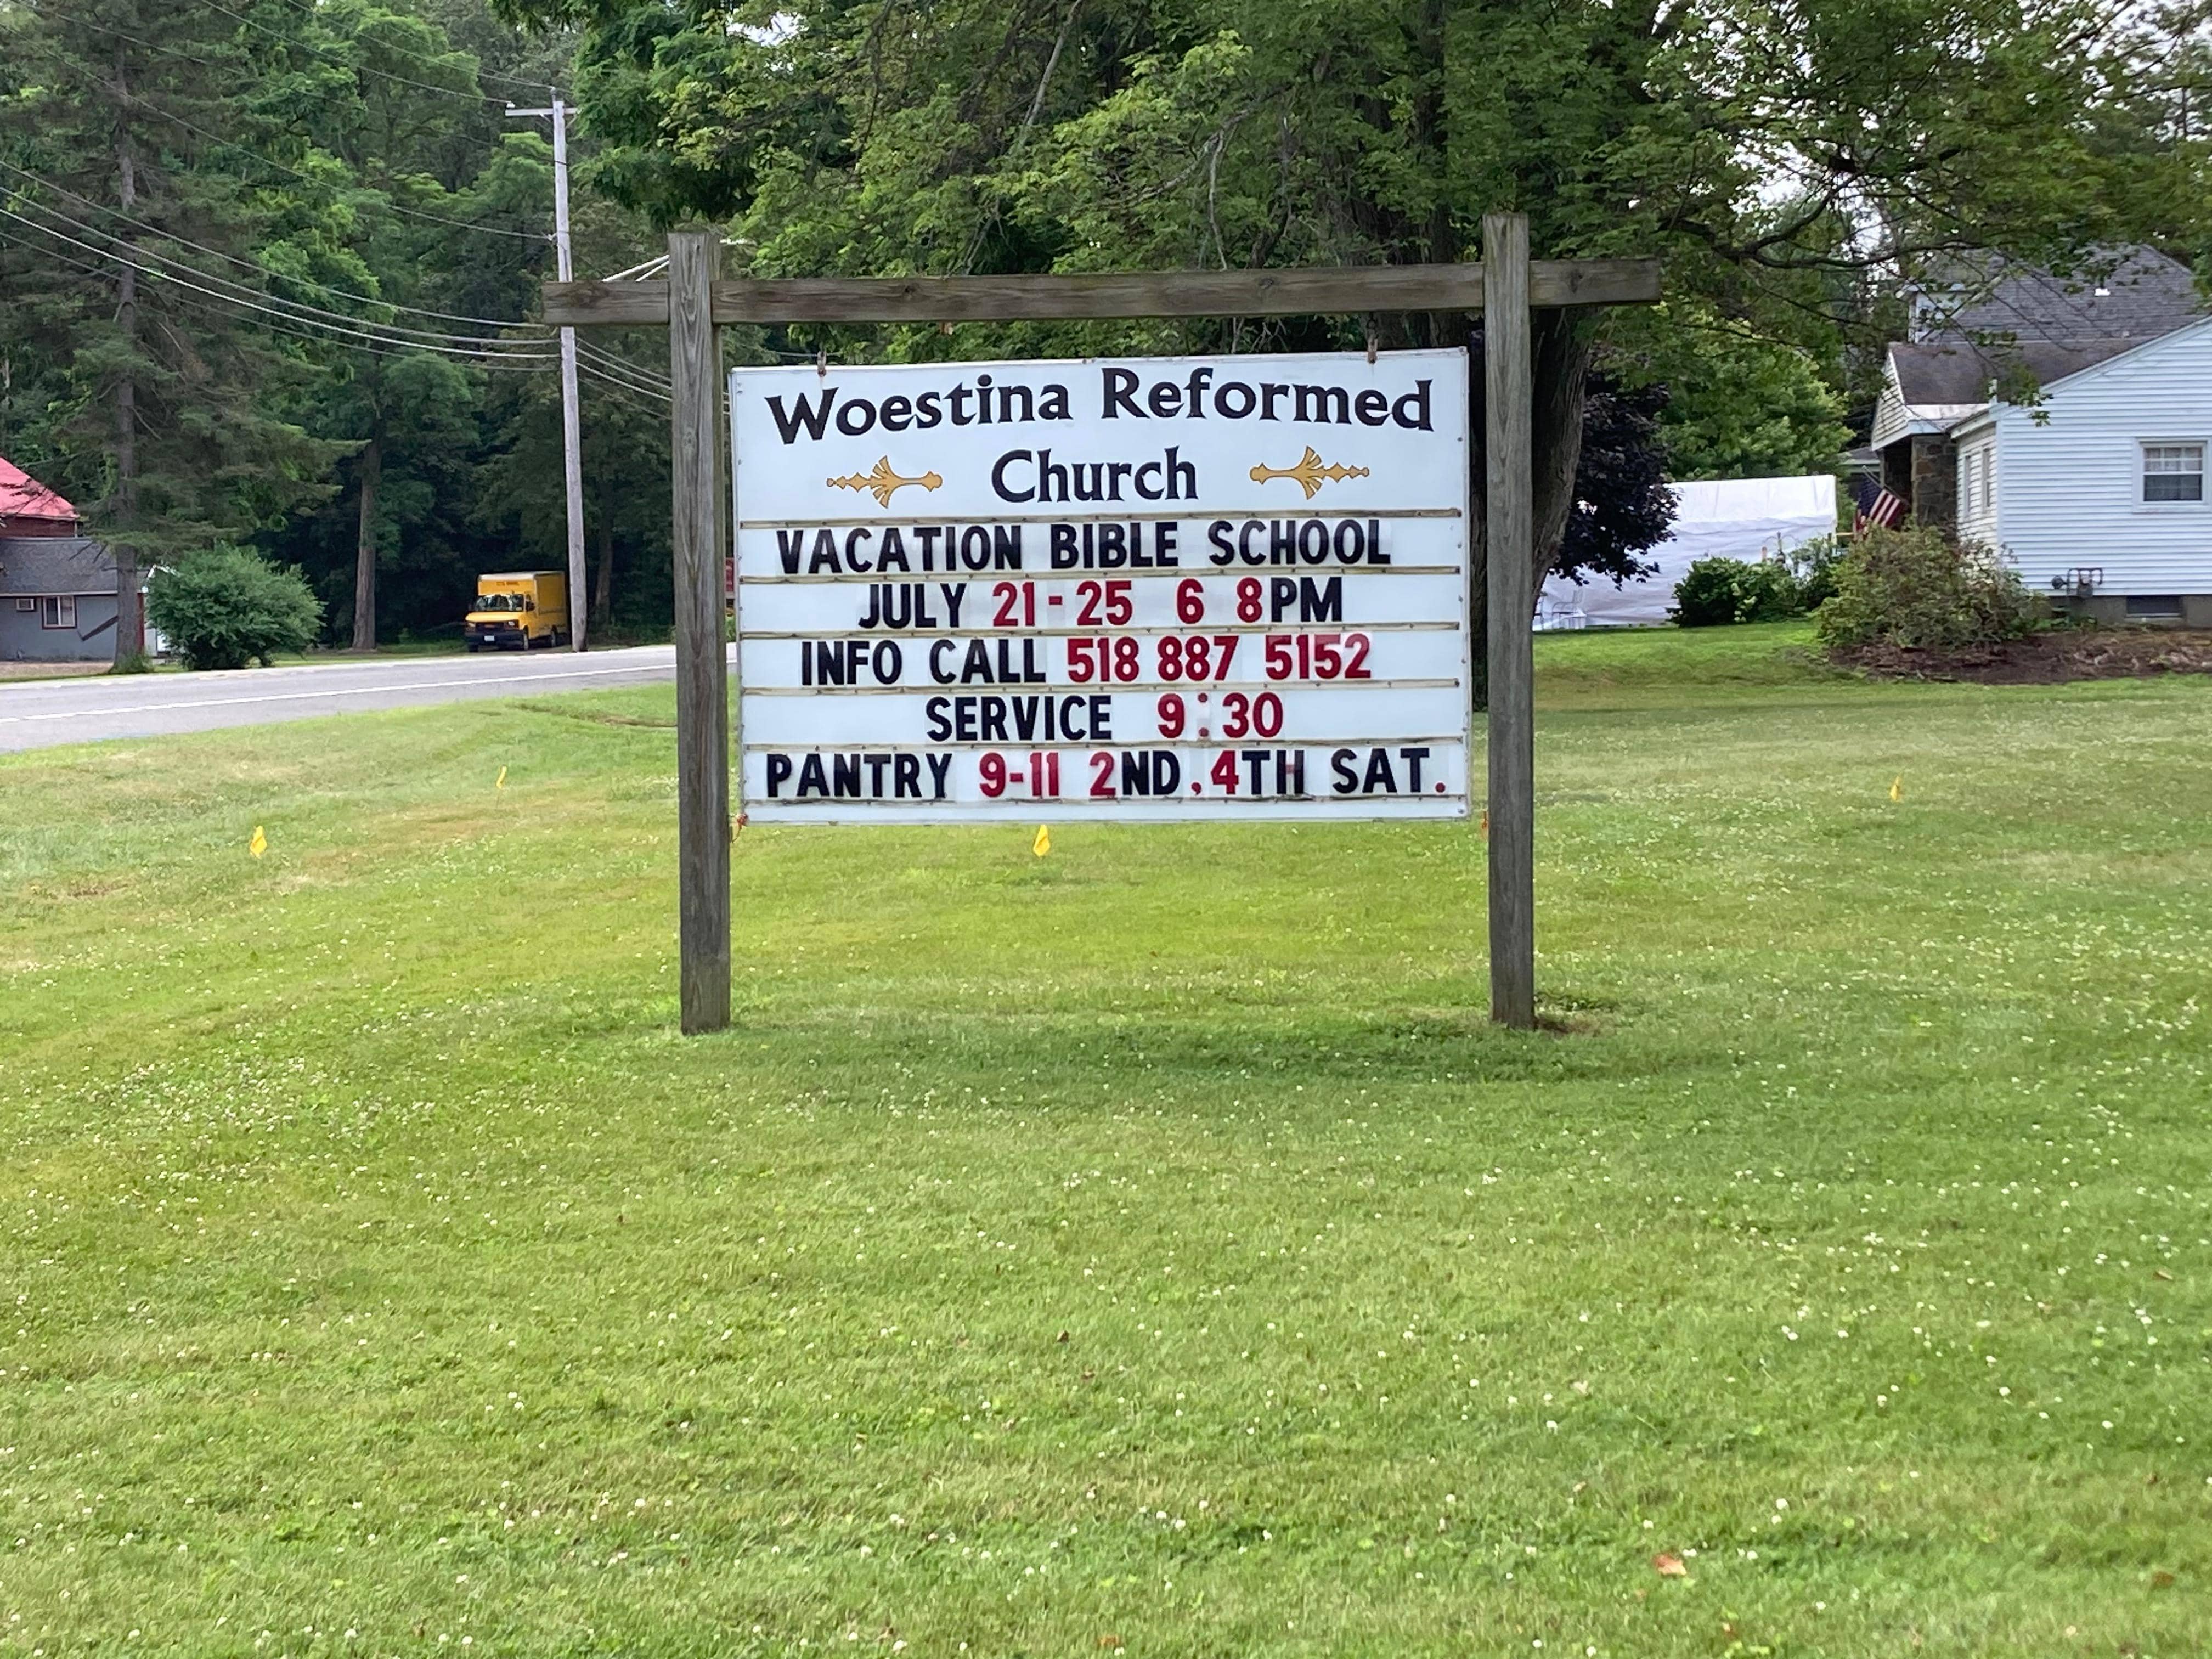 Woestina Reformed
Church
VACATION BIBLE SCHOOL
JULY 21-25 6 8PM
INFO CALL 518 887 5152
SERVICE 9:30
PANTRY 9-11 2ND, 4TH SAT.